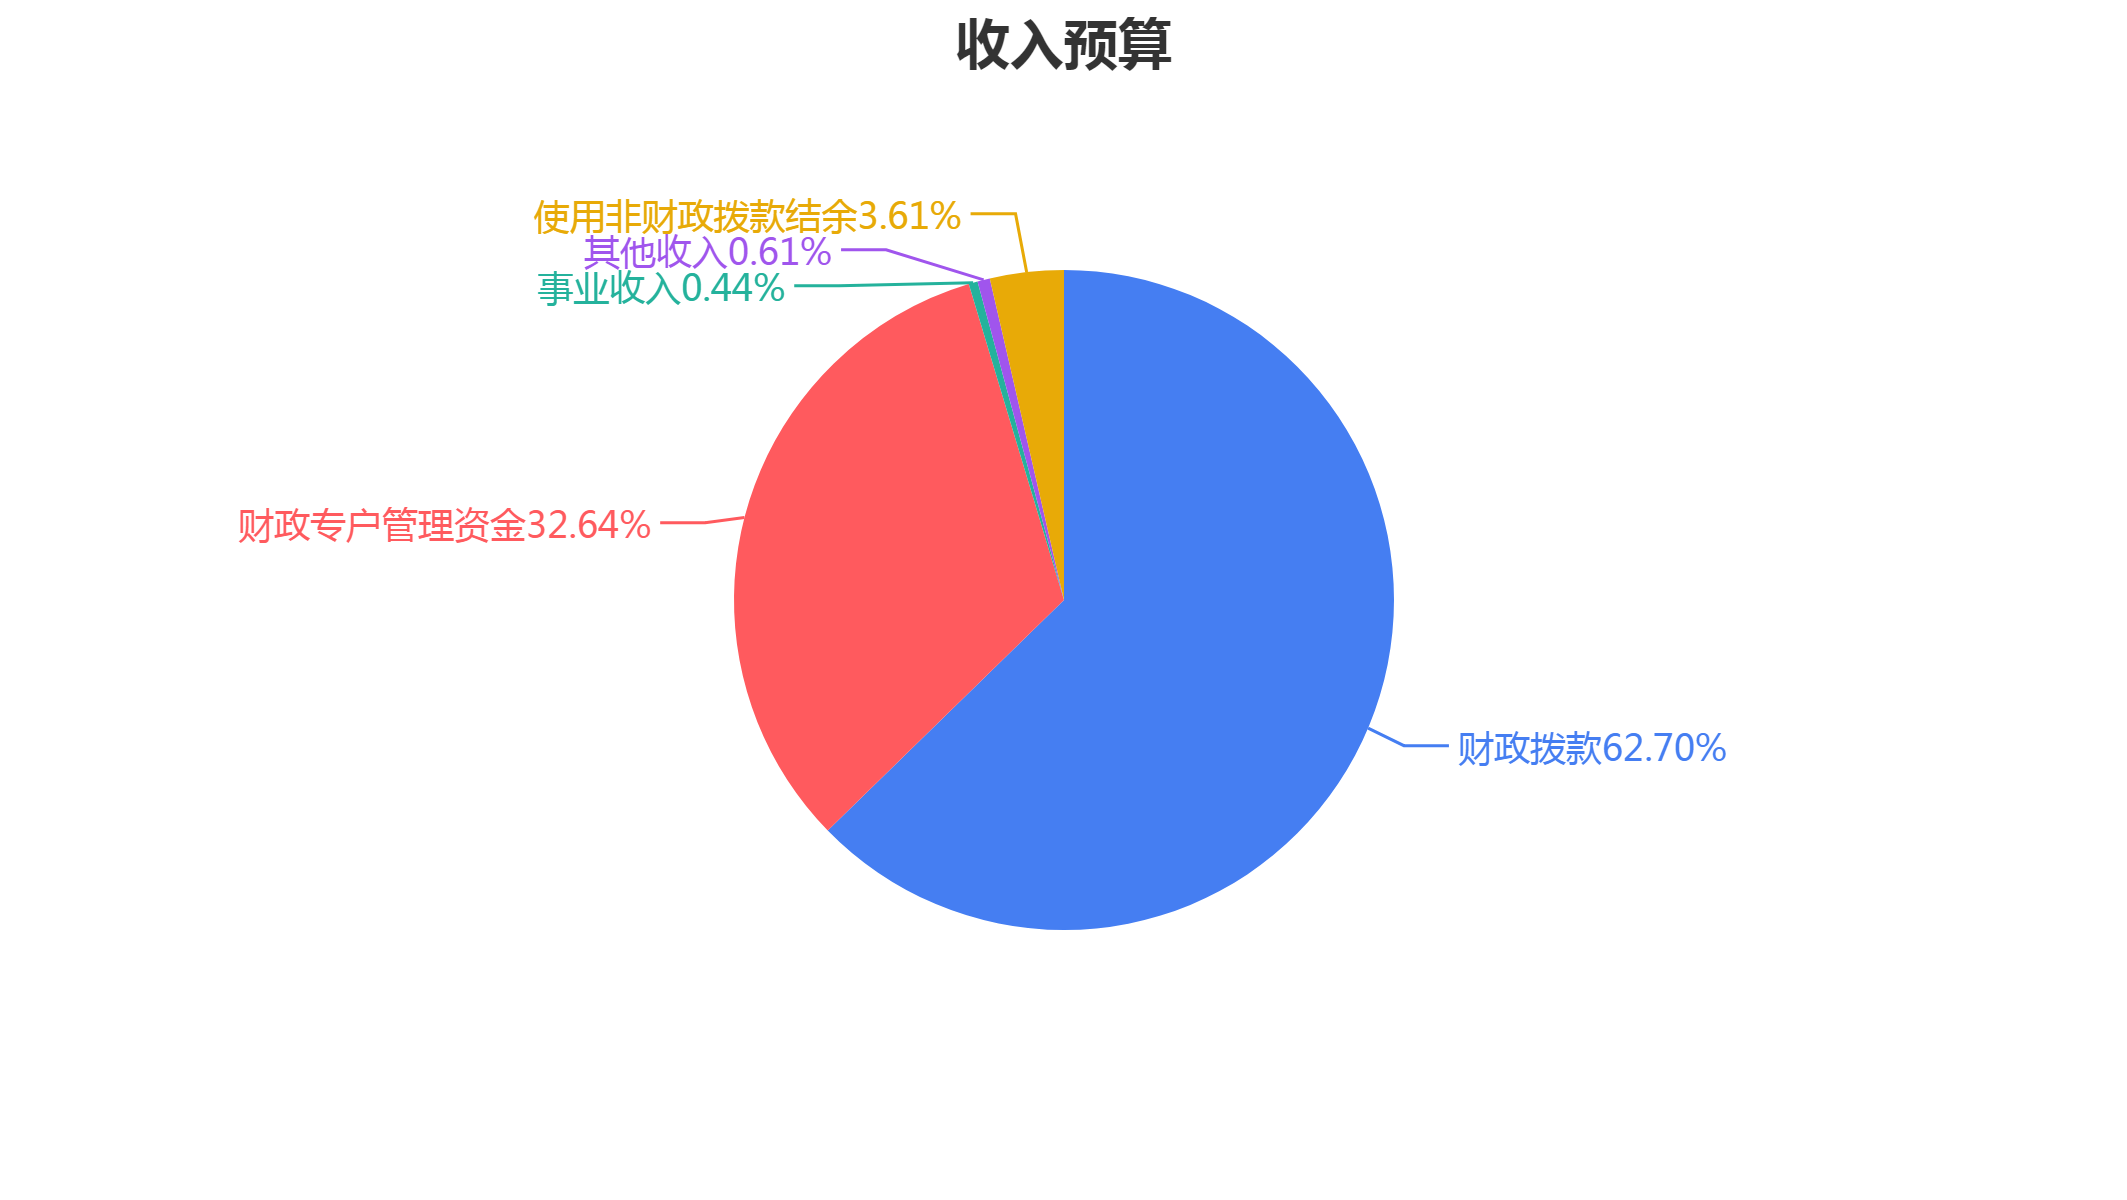 收入预算
使用非财政拨款结余3.61%
其他收入0.61%
事业收入0.44%
财政专户管理资金32.64%
财政拨款62.70%